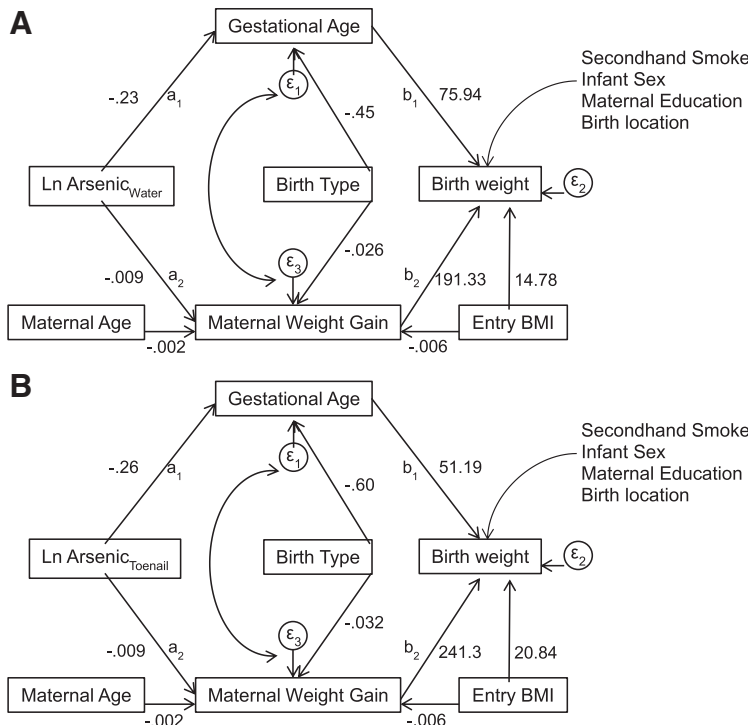 A
Gestational Age
Secondhand Smoke
Infant Sex
Maternal Education
Birth location
ε1
-.23 a1
-.45
b1 75.94
Ln ArsenicWater
Birth Type
Birth weight
ε2
ε3
-.009 a2
-.026
b2 191.33
14.78
Maternal Age
Maternal Weight Gain
Entry BMI
-.002
-.006
B
Gestational Age
Secondhand Smoke
Infant Sex
Maternal Education
Birth location
ε1
-.26 a1
-.60
b1 51.19
Ln ArsenicToenail
Birth Type
Birth weight
ε2
ε3
-.009 a2
-.032
b2 241.3
20.84
Maternal Age
Maternal Weight Gain
Entry BMI
-.002
-.006